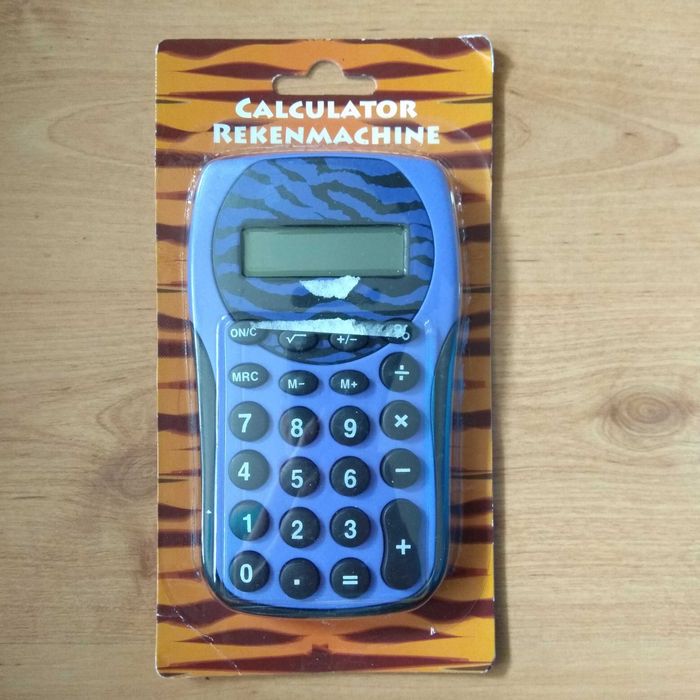 CALCULATOR
REKENMACHINE
ON/C √ +/− %
MRC M− M+ ÷
7 8 9 ×
4 5 6 −
1 2 3 +
0 . =